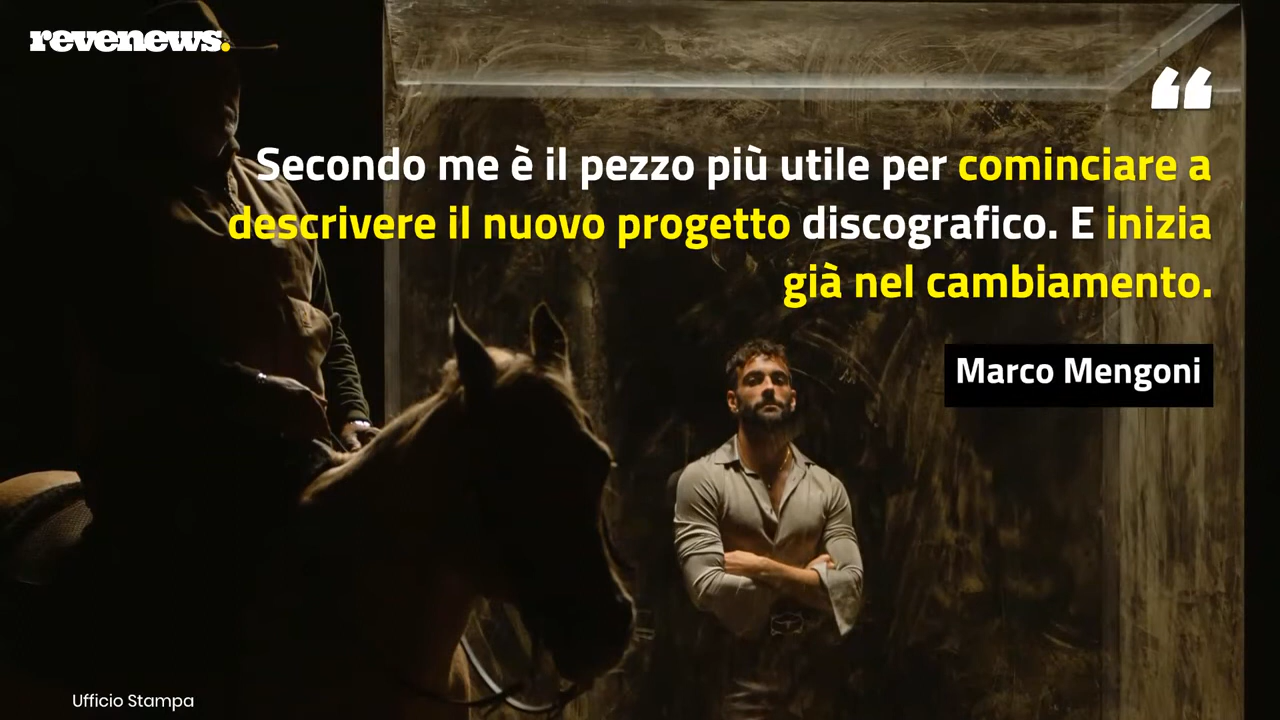 revenews.
“
Secondo me è il pezzo più utile per cominciare a
descrivere il nuovo progetto discografico. E inizia
già nel cambiamento.
Marco Mengoni
Ufficio Stampa